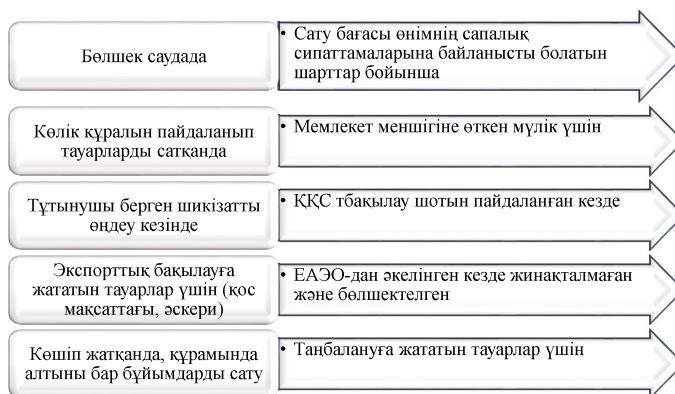 Бөлшек саудада
• Сату бағасы өнімнің сапалық
сипаттамаларына байланысты болатын
шарттар бойынша
Көлік құралын пайдаланып
тауарларды сатқанда
• Мемлекет меншігіне өткен мүлік үшін
Тұтынушы берген шикізатты
өңдеу кезінде
• ҚҚС тбақылау шотын пайдаланған кезде
Экспорттық бақылауға
жататын тауарлар үшін (қос
мақсаттағы, әскери)
• ЕАЭО-дан әкелінген кезде жинақталмаған
және бөлшектелген
Көшіп жатқанда, құрамында
алтыны бар бұйымдарды сату
• Таңбалануға жататын тауарлар үшін